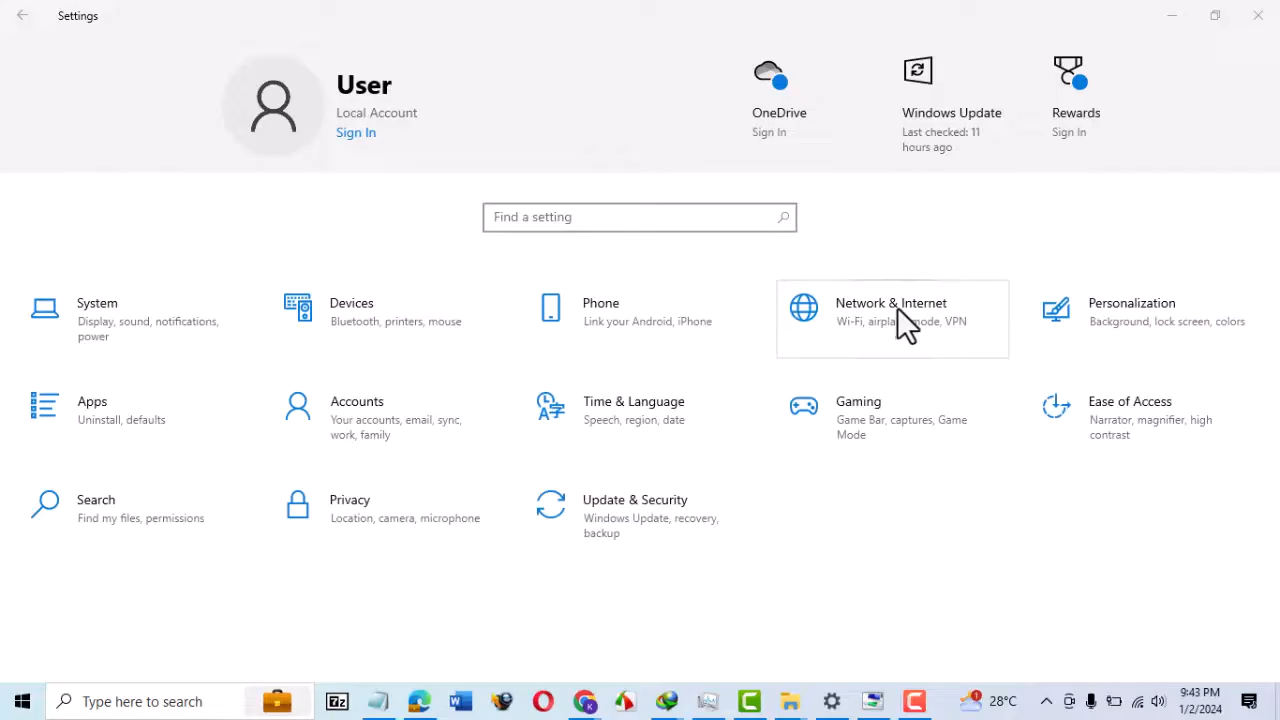 Settings
User
Local Account
Sign In
OneDrive
Sign In
Windows Update
Last checked: 11
hours ago
Rewards
Sign In
Find a setting
System
Display, sound, notifications,
power
Devices
Bluetooth, printers, mouse
Phone
Link your Android, iPhone
Network & Internet
Wi-Fi, airplane mode, VPN
Personalization
Background, lock screen, colors
Apps
Uninstall, defaults
Accounts
Your accounts, email, sync,
work, family
Time & Language
Speech, region, date
Gaming
Game Bar, captures, Game
Mode
Ease of Access
Narrator, magnifier, high
contrast
Search
Find my files, permissions
Privacy
Location, camera, microphone
Update & Security
Windows Update, recovery,
backup
Type here to search
7z
W
K
28°C
9:43 PM
1/2/2024